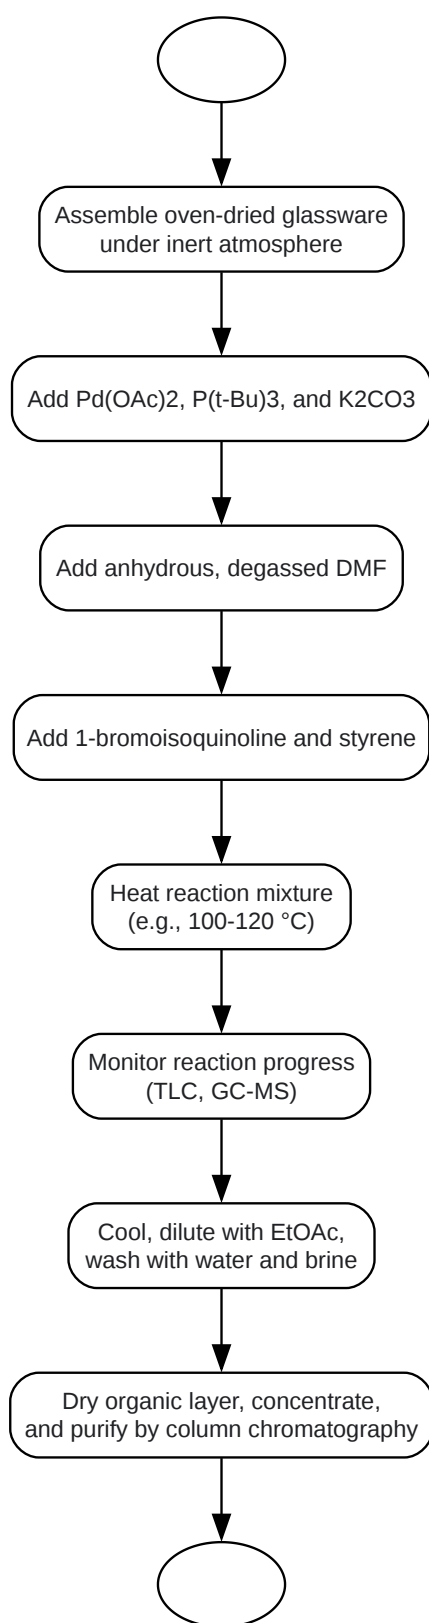 Assemble oven-dried glassware
under inert atmosphere
Add Pd(OAc)2, P(t-Bu)3, and K2CO3
Add anhydrous, degassed DMF
Add 1-bromoisoquinoline and styrene
Heat reaction mixture
(e.g., 100-120 °C)
Monitor reaction progress
(TLC, GC-MS)
Cool, dilute with EtOAc,
wash with water and brine
Dry organic layer, concentrate,
and purify by column chromatography